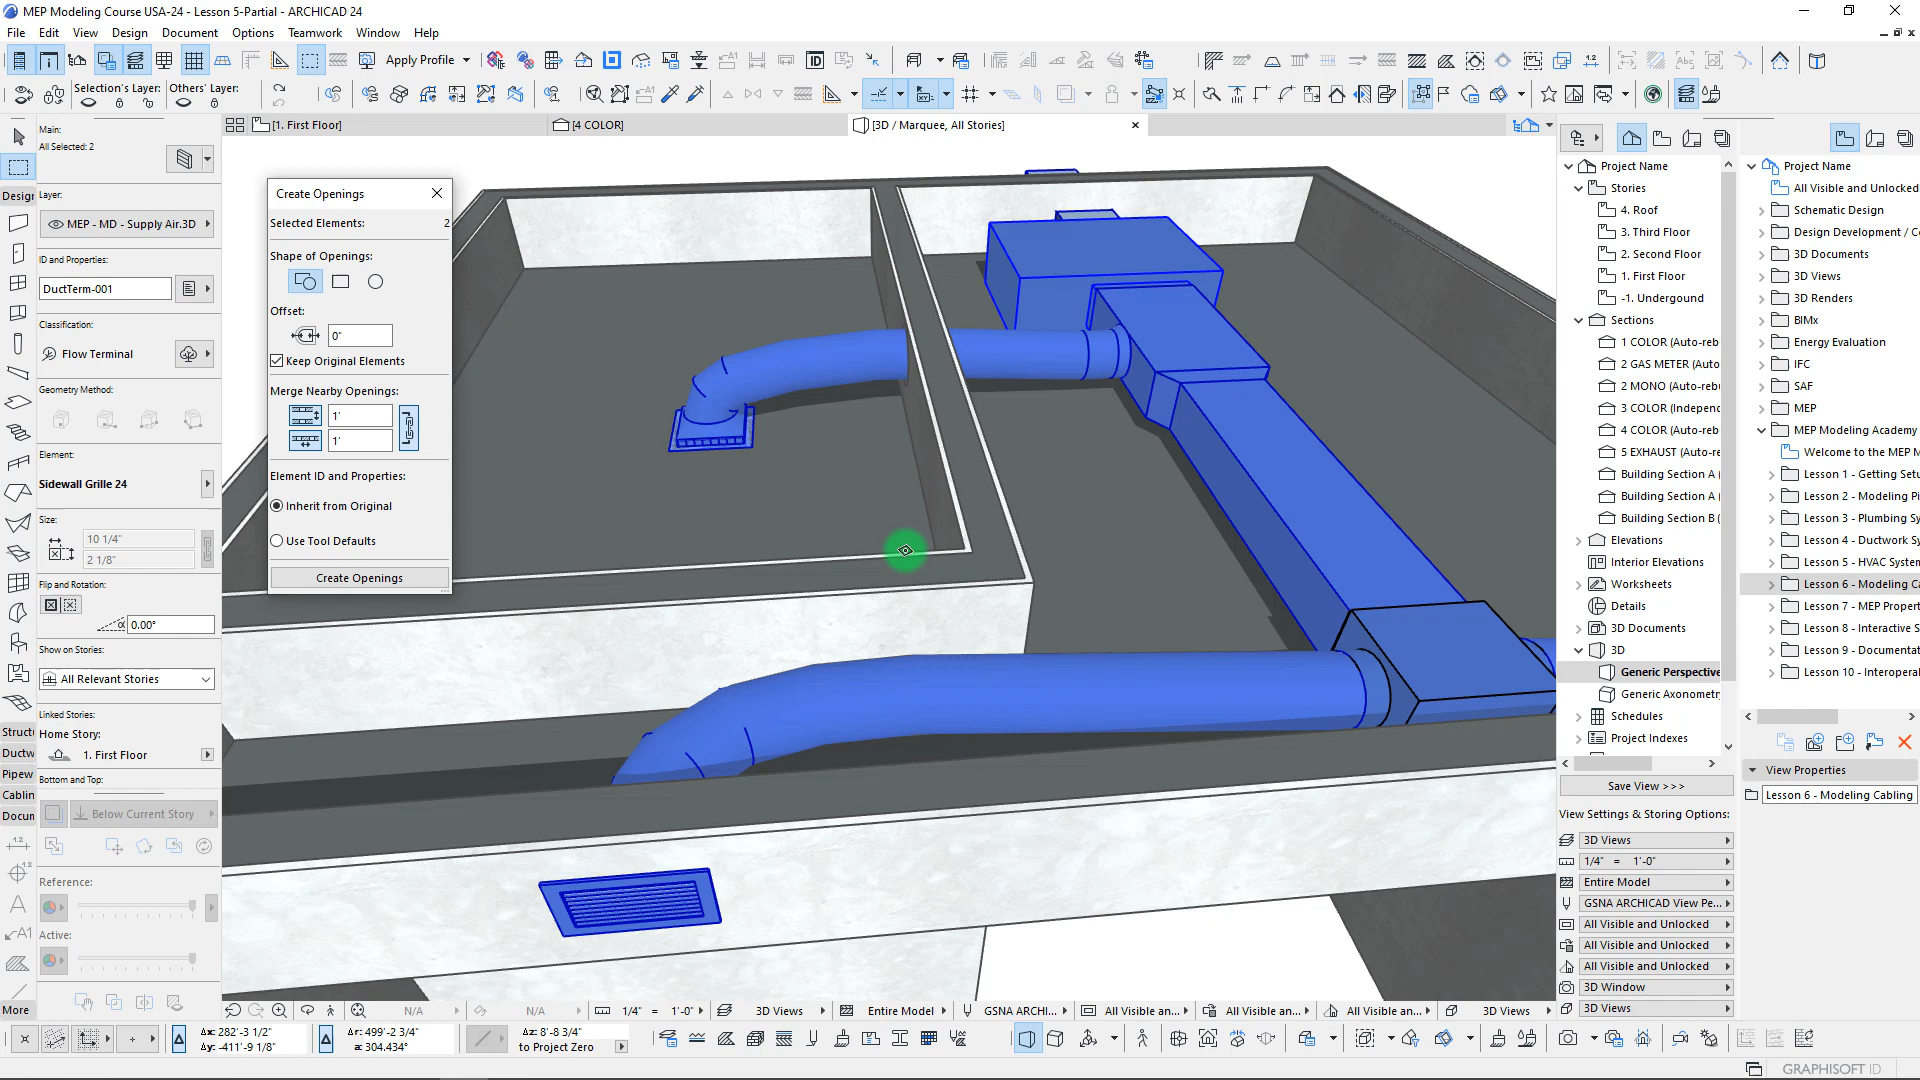 MEP Modeling Course USA-24 - Lesson 5-Partial - ARCHICAD 24
File Edit View Design Document Options Teamwork Window Help
Apply Profile
Selection's Layer:
Others' Layer:
[1. First Floor]
[4 COLOR]
[3D / Marquee, All Stories]
Main:
All Selected: 2
Design
Layer:
MEP - MD - Supply Air.3D
ID and Properties:
DuctTerm-001
Classification:
Flow Terminal
Geometry Method:
Element:
Sidewall Grille 24
Size:
10 1/4"
2 1/8"
Flip and Rotation:
0.00°
Show on Stories:
All Relevant Stories
Linked Stories:
Home Story:
1. First Floor
Bottom and Top:
Below Current Story
Reference:
Active:
Struct
Ductw
Pipew
Cablin
Docum
More
Create Openings
Selected Elements: 2
Shape of Openings:
Offset:
0"
Keep Original Elements
Merge Nearby Openings:
1'
1'
Element ID and Properties:
Inherit from Original
Use Tool Defaults
Create Openings
Project Name
Stories
4. Roof
3. Third Floor
2. Second Floor
1. First Floor
-1. Undergound
Sections
1 COLOR (Auto-reb
2 GAS METER (Auto
2 MONO (Auto-reb
3 COLOR (Indepen
4 COLOR (Auto-reb
5 EXHAUST (Auto-re
Building Section A (
Building Section A (
Building Section B (
Elevations
Interior Elevations
Worksheets
Details
3D Documents
3D
Generic Perspective
Generic Axonometr
Schedules
Project Indexes
Save View >>>
View Settings & Storing Options:
3D Views
1/4" = 1'-0"
Entire Model
GSNA ARCHICAD View Pe...
All Visible and Unlocked
All Visible and Unlocked
All Visible and Unlocked
3D Window
3D Views
Project Name
All Visible and Unlocked
Schematic Design
Design Development / C
3D Documents
3D Views
3D Renders
BIMx
Energy Evaluation
IFC
SAF
MEP
MEP Modeling Academy
Welcome to the MEP M
Lesson 1 - Getting Setu
Lesson 2 - Modeling Pi
Lesson 3 - Plumbing Sy
Lesson 4 - Ductwork Sy
Lesson 5 - HVAC System
Lesson 6 - Modeling Ca
Lesson 7 - MEP Propert
Lesson 8 - Interactive S
Lesson 9 - Documentat
Lesson 10 - Interopera
View Properties
Lesson 6 - Modeling Cabling
N/A N/A 1/4" = 1'-0" 3D Views Entire Model GSNA ARCHI... All Visible an... All Visible an... All Visible an... 3D Views
Δx: 282'-3 1/2"
Δy: -411'-9 1/8"
Δr: 499'-2 3/4"
a: 304.434°
Δz: 8'-8 3/4"
to Project Zero
GRAPHISOFT ID